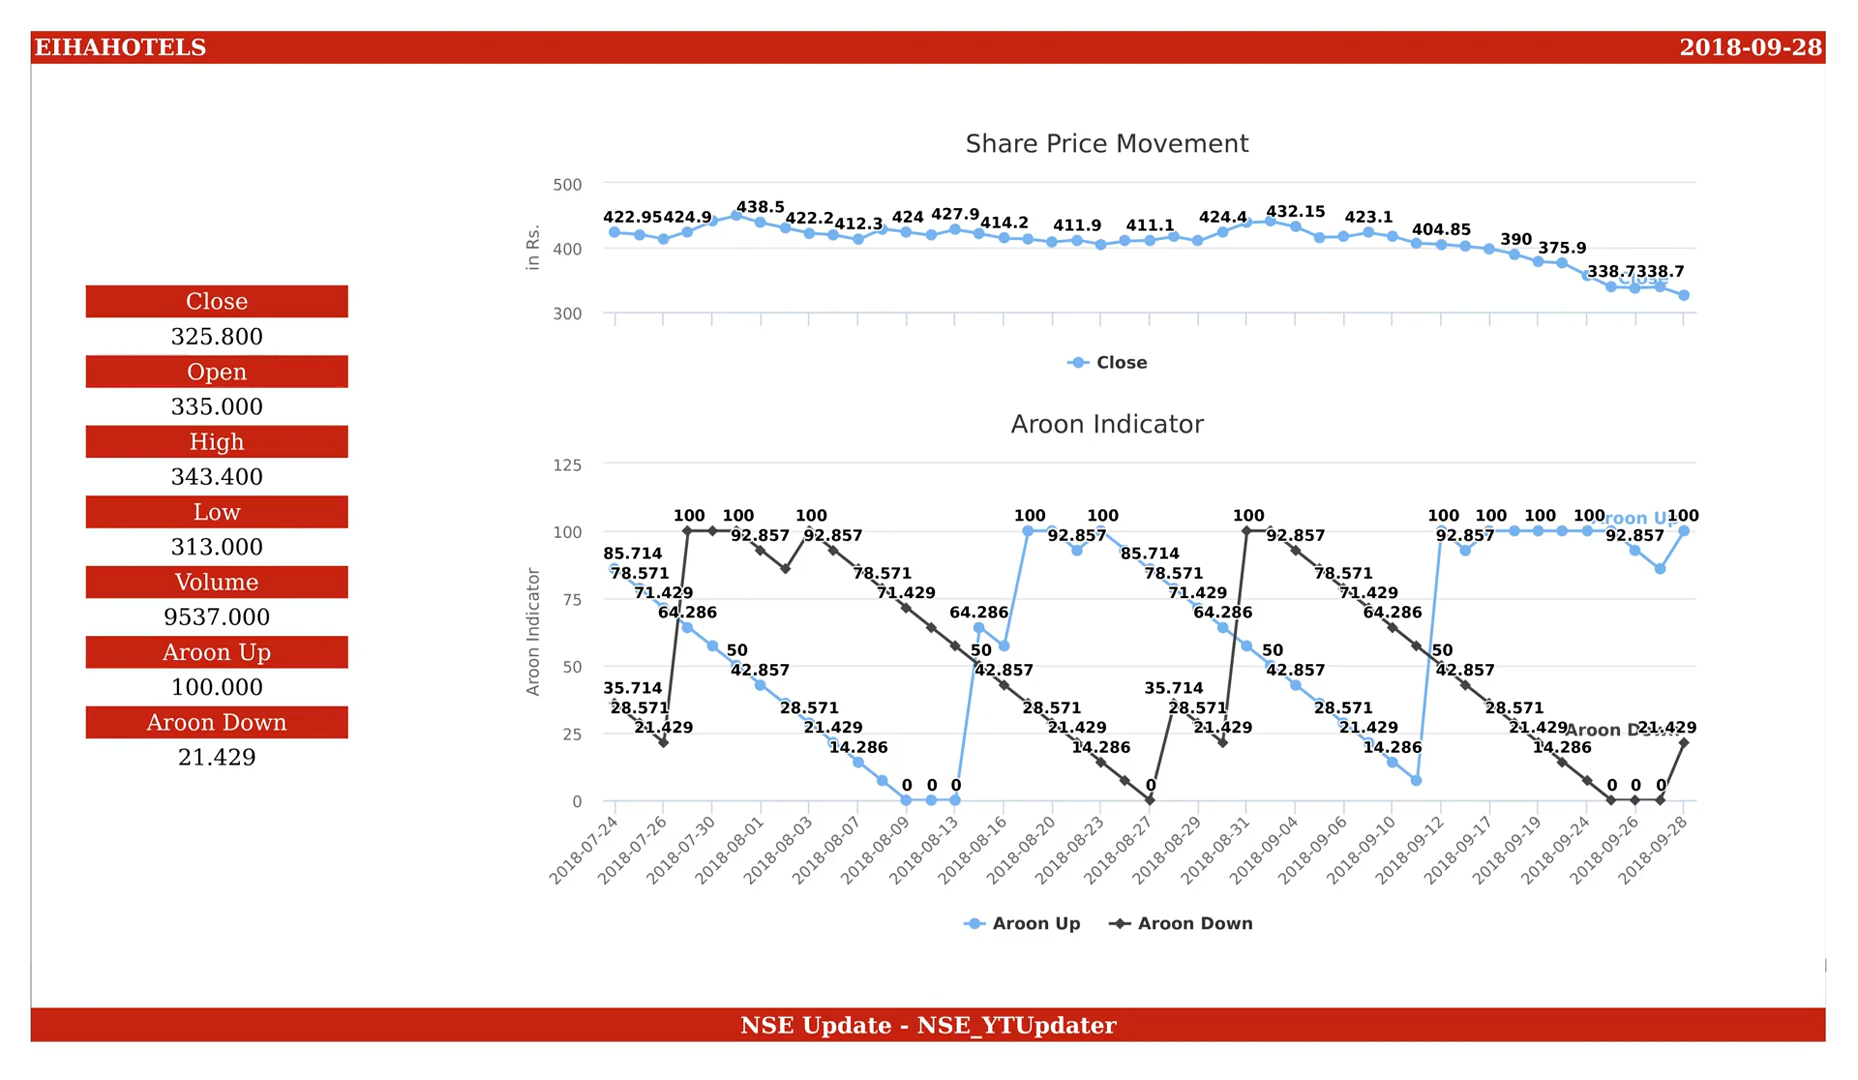 EIHAHOTELS 2018-09-28
Close
325.800
Open
335.000
High
343.400
Low
313.000
Volume
9537.000
Aroon Up
100.000
Aroon Down
21.429
Share Price Movement
in Rs.
500
400
300
422.95 424.9 438.5 422.2 412.3 424 427.9 414.2 411.9 411.1 424.4 432.15 423.1 404.85 390 375.9 338.7 338.7
Close
Close
Aroon Indicator
Aroon Indicator
125
100
75
50
25
0
100 100 100 100 100 100 100 100 100 100 100
Aroon Up
92.857 92.857 92.857 92.857 92.857 92.857
85.714 85.714
78.571 78.571 78.571 78.571
71.429 71.429 71.429 71.429
64.286 64.286 64.286 64.286
50 50 50 50
42.857 42.857 42.857 42.857
35.714 35.714
28.571 28.571 28.571 28.571 28.571 28.571
21.429 21.429 21.429 21.429 21.429 21.429 21.429
Aroon Down
14.286 14.286 14.286 14.286
0 0 0 0 0 0 0
2018-07-24 2018-07-26 2018-07-30 2018-08-01 2018-08-03 2018-08-07 2018-08-09 2018-08-13 2018-08-16 2018-08-20 2018-08-23 2018-08-27 2018-08-29 2018-08-31 2018-09-04 2018-09-06 2018-09-10 2018-09-12 2018-09-17 2018-09-19 2018-09-24 2018-09-26 2018-09-28
Aroon Up Aroon Down
NSE Update - NSE_YTUpdater